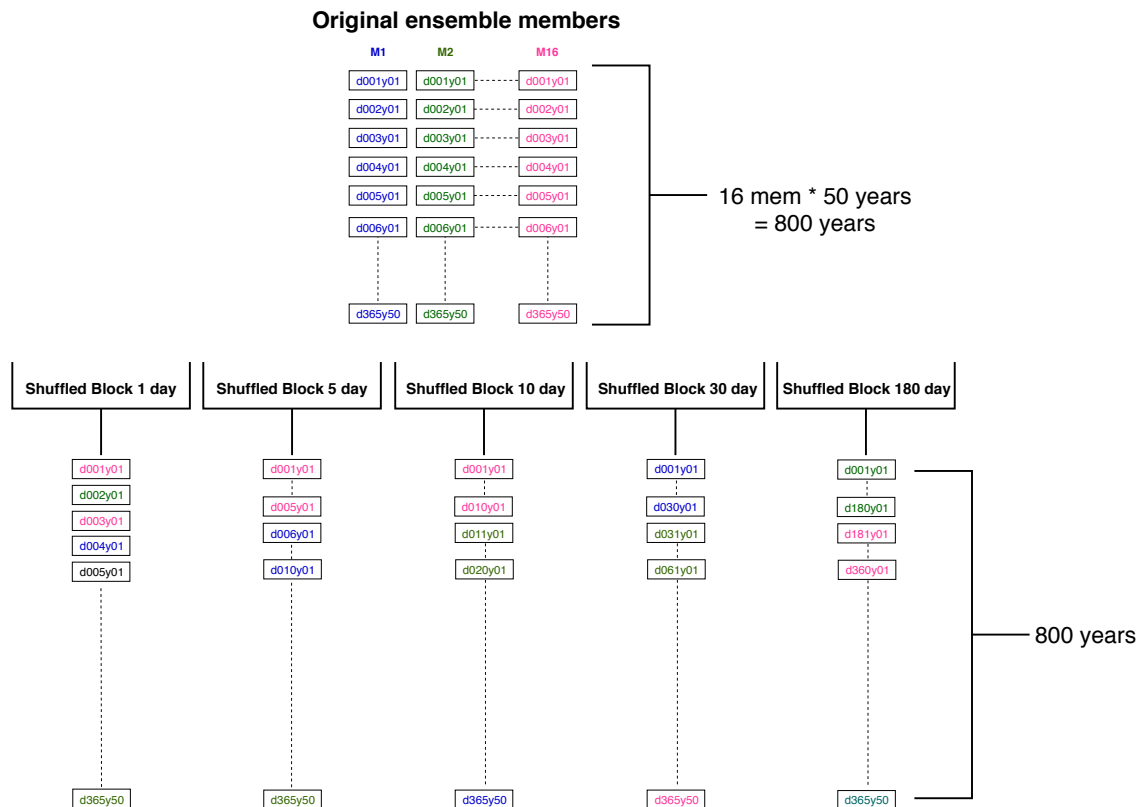 Original ensemble members
M1 M2 M16
d001y01 d001y01 d001y01
d002y01 d002y01 d002y01
d003y01 d003y01 d003y01
d004y01 d004y01 d004y01
d005y01 d005y01 d005y01
d006y01 d006y01 d006y01
d365y50 d365y50 d365y50
16 mem * 50 years
= 800 years
Shuffled Block 1 day
d001y01
d002y01
d003y01
d004y01
d005y01
d365y50
Shuffled Block 5 day
d001y01
d005y01
d006y01
d010y01
d365y50
Shuffled Block 10 day
d001y01
d010y01
d011y01
d020y01
d365y50
Shuffled Block 30 day
d001y01
d030y01
d031y01
d061y01
d365y50
Shuffled Block 180 day
d001y01
d180y01
d181y01
d360y01
d365y50
800 years